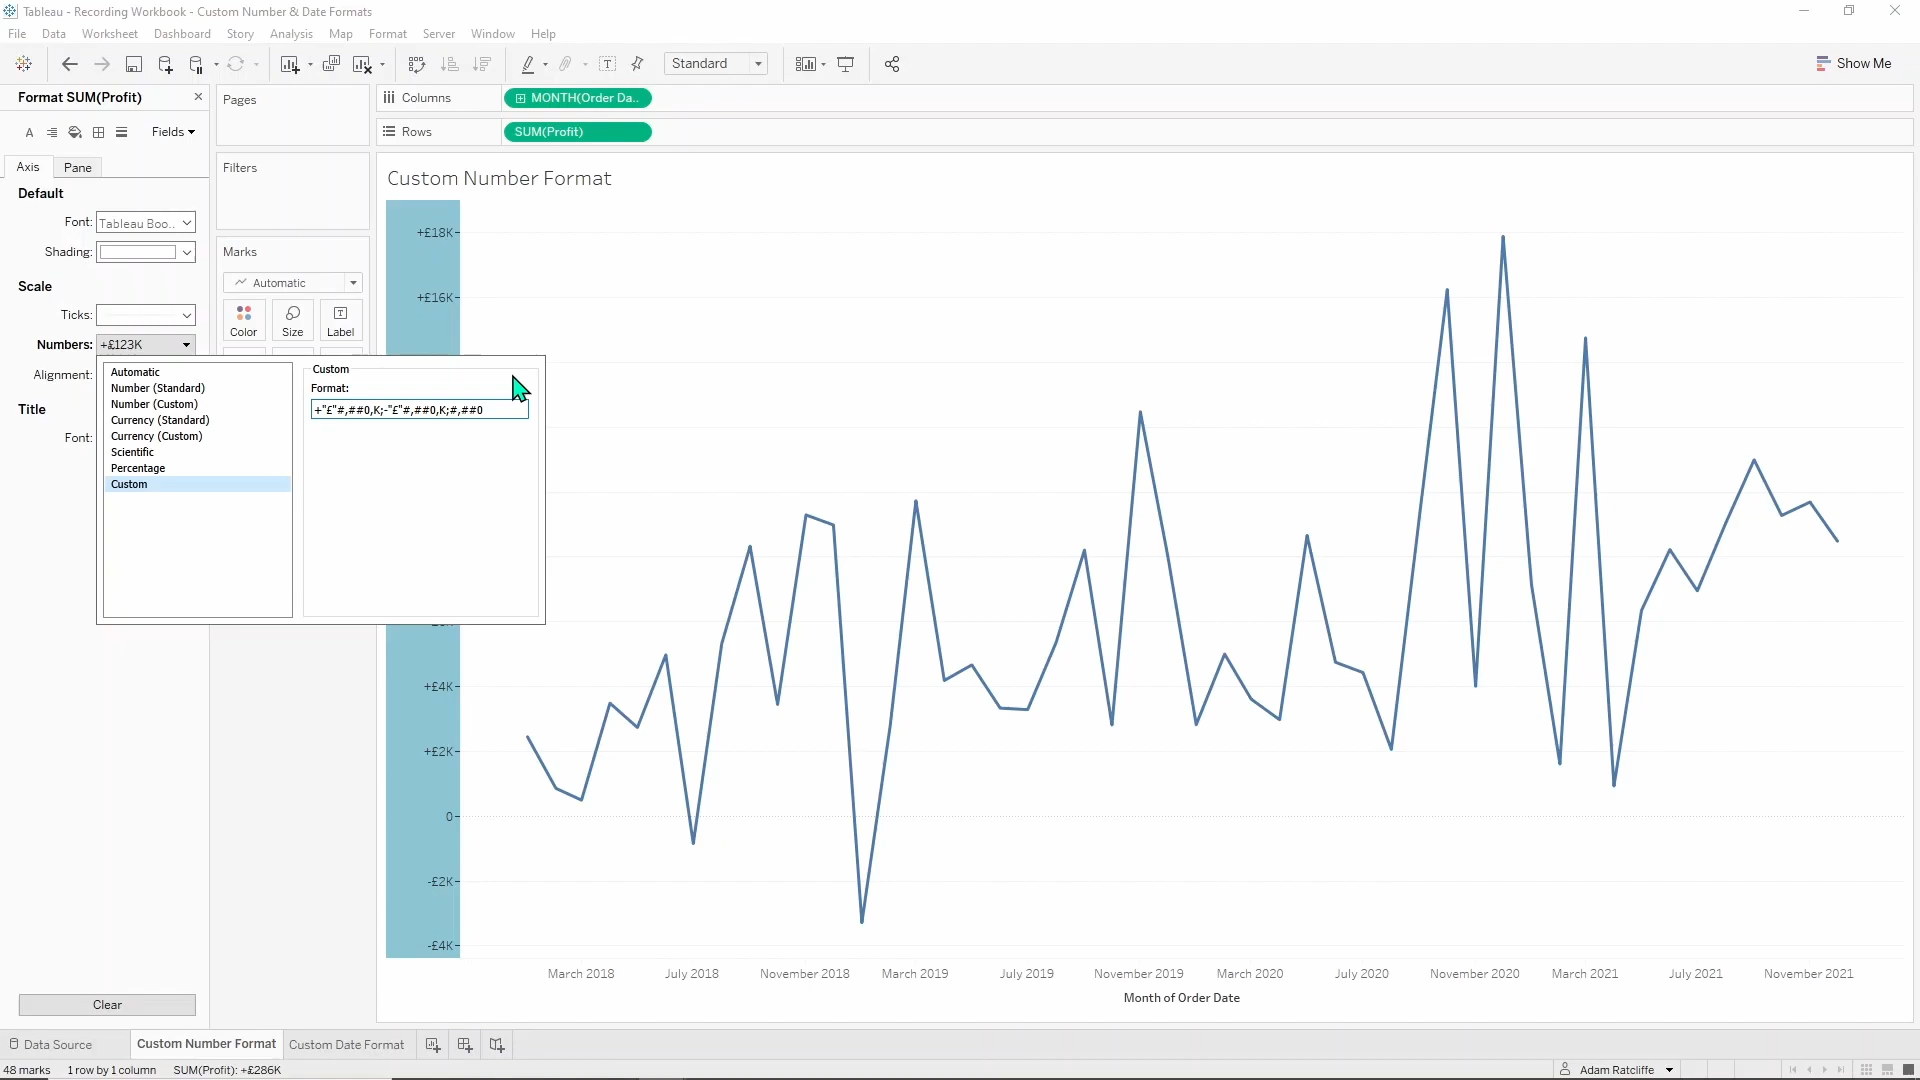 Tableau - Recording Workbook - Custom Number & Date Formats
File Data Worksheet Dashboard Story Analysis Map Format Server Window Help
Standard
Show Me
Format SUM(Profit)
Fields
Axis Pane
Default
Font: Tableau Boo..
Shading:
Scale
Ticks:
Numbers: +£123K
Alignment:
Title
Font:
Clear
Automatic
Number (Standard)
Number (Custom)
Currency (Standard)
Currency (Custom)
Scientific
Percentage
Custom
Custom
Format:
+"£"#,##0,K;-"£"#,##0,K;#,##0
Pages
Filters
Marks
Automatic
Color Size Label
Columns MONTH(Order Da..
Rows SUM(Profit)
Custom Number Format
+£18K
+£16K
+£4K
+£2K
0
-£2K
-£4K
March 2018 July 2018 November 2018 March 2019 July 2019 November 2019 March 2020 July 2020 November 2020 March 2021 July 2021 November 2021
Month of Order Date
Data Source Custom Number Format Custom Date Format
48 marks 1 row by 1 column SUM(Profit): +£286K
Adam Ratcliffe